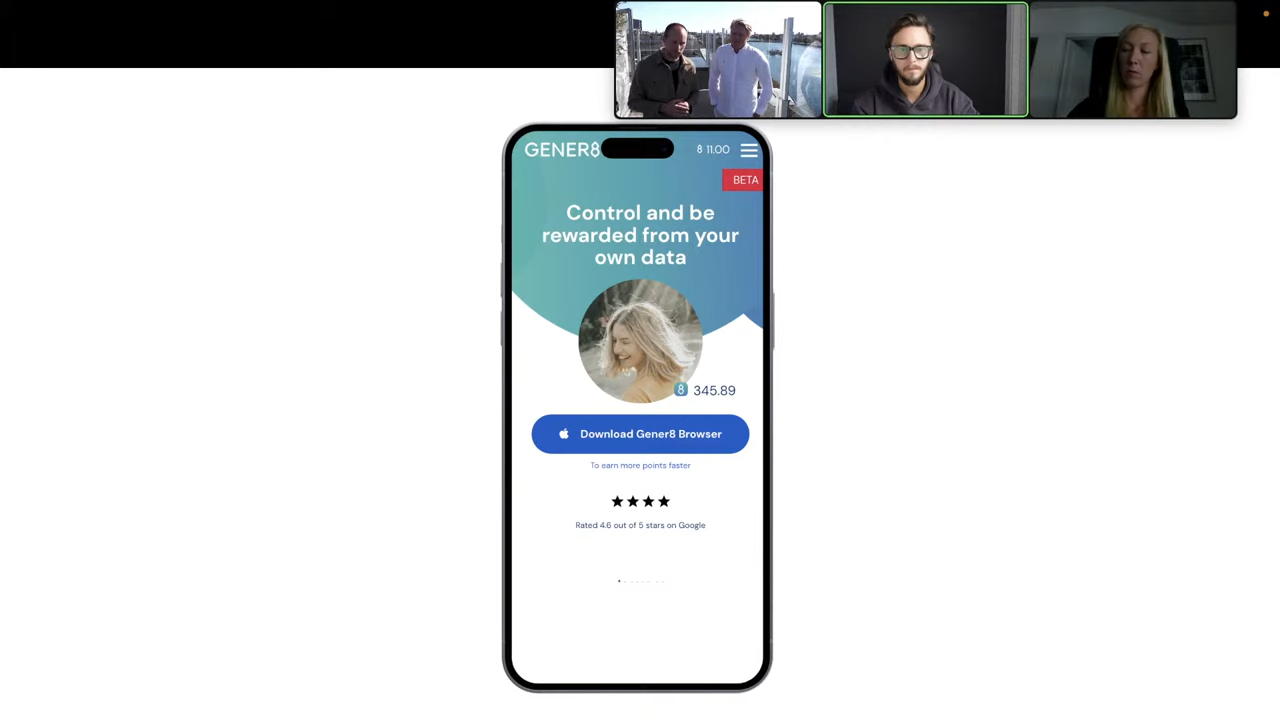 GENER8
8 11.00
BETA
Control and be
rewarded from your
own data
8 345.89
Download Gener8 Browser
To earn more points faster
Rated 4.6 out of 5 stars on Google